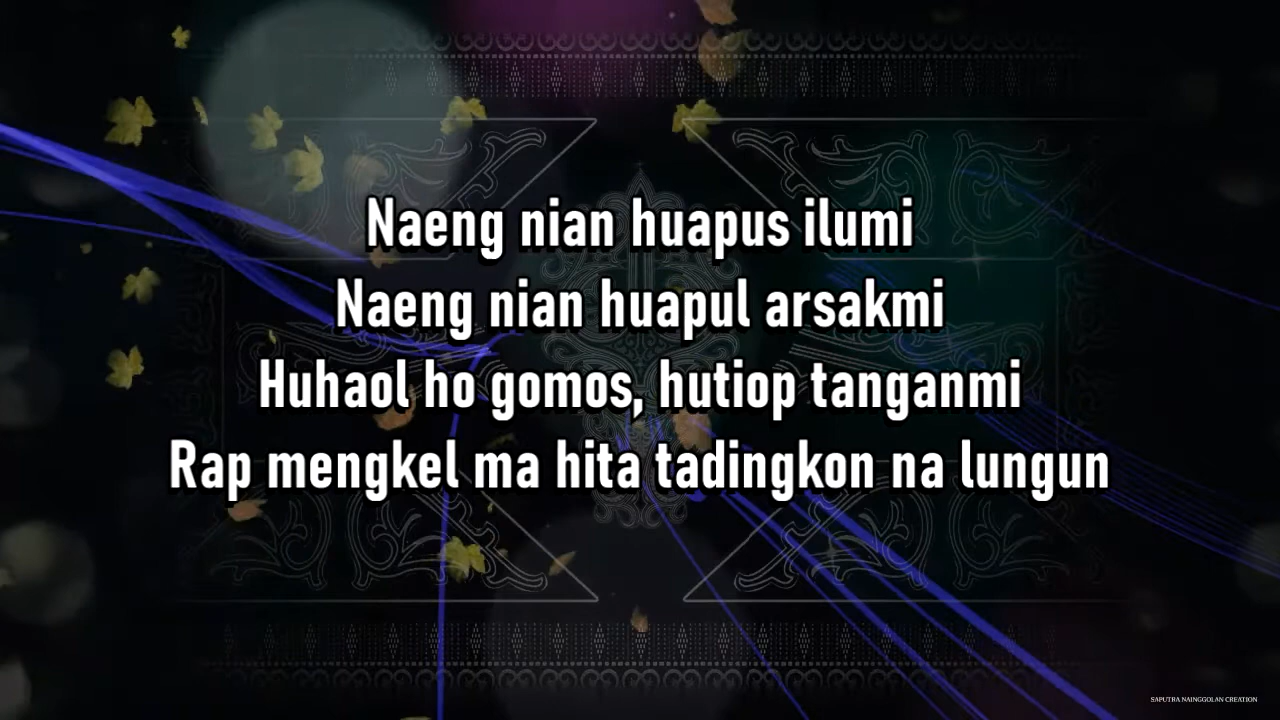 Naeng nian huapus ilumi
Naeng nian huapul arsakmi
Huhaol ho gomos, hutiop tanganmi
Rap mengkel ma hita tadingkon na lungun
SAPUTRA NAINGGOLAN CREATION